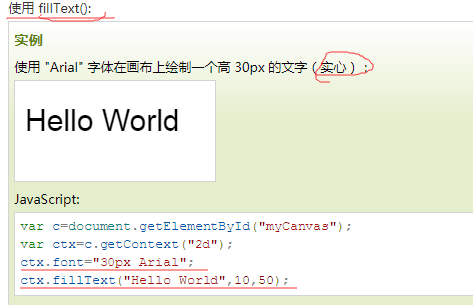 使用 fillText():
实例
使用 "Arial" 字体在画布上绘制一个高 30px 的文字（实心）：
Hello World
JavaScript:
var c=document.getElementById("myCanvas");
var ctx=c.getContext("2d");
ctx.font="30px Arial";
ctx.fillText("Hello World",10,50);